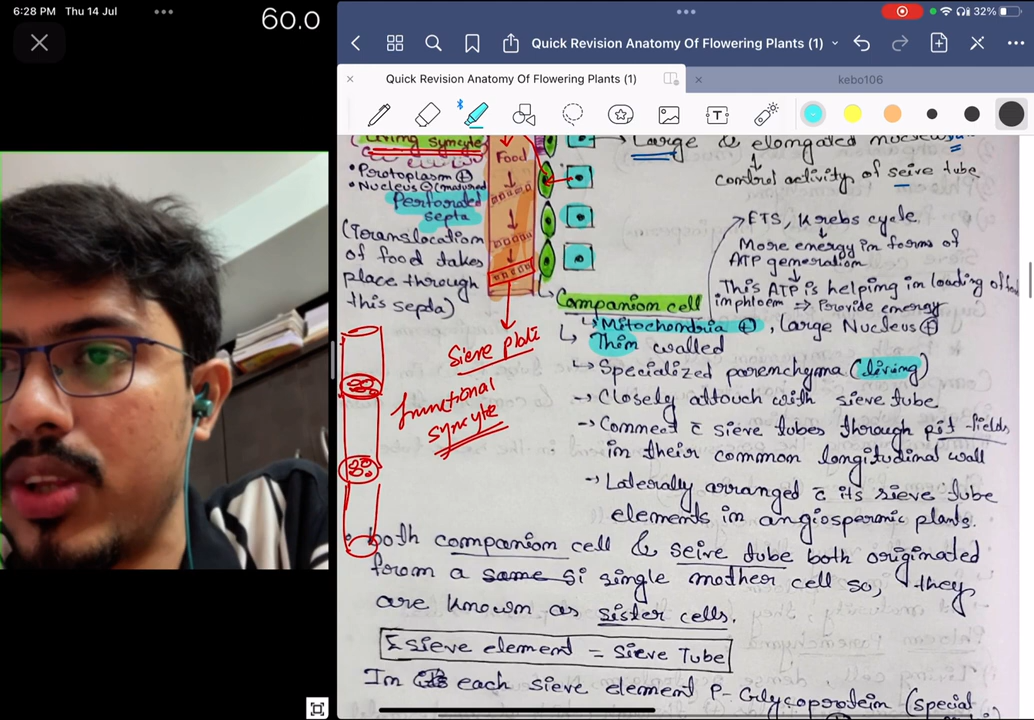 6:28 PM Thu 14 Jul
60.0
32%
Quick Revision Anatomy Of Flowering Plants (1)
Quick Revision Anatomy Of Flowering Plants (1)
kebo106
(Living syncyte
• Protoplasm (+)
• Nucleus (-) (matured
Perforated
septa
(Translocation
of food takes
place through
this septa)
Food
Sieve plate
functional
syncyte
Large & elongated nucleus
control activity of seive tube
ETS, Krebs cycle
More energy in forms of
ATP generation
This ATP is helping in loading of food
in phloem ⇒ Provide energy
Companion cell
Mitochondria (+), large Nucleus (+)
Thin walled
→ Specialized parenchyma (living)
→ Closely attouch with sieve tube
→ Connect c̄ sieve tubes through pit-fields
in their common longitudinal wall
→ Laterally arranged c̄ its sieve tube
elements in angiospermic plants.
• both companion cell & seive tube both originated
from a same si single mother cell so, they
are known as sister cells.
Σsieve element = Sieve Tube
In each sieve element P-Glycoprotein (special